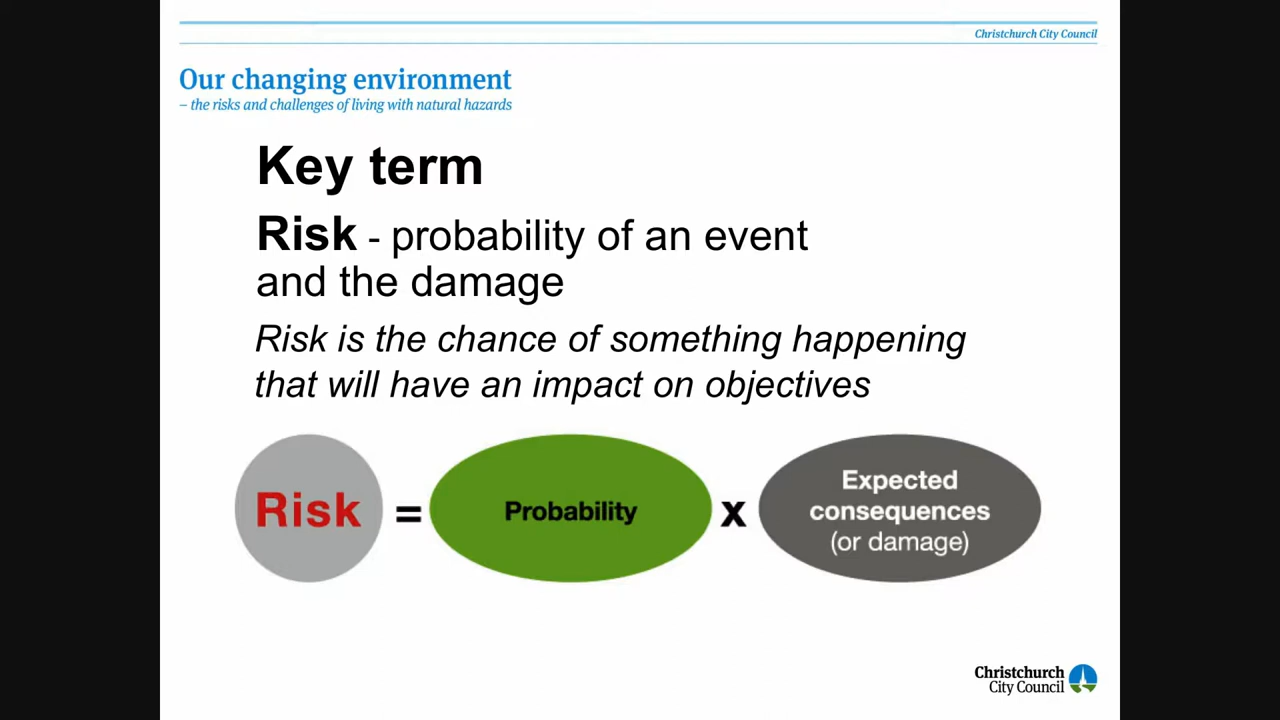 Christchurch City Council
Our changing environment
– the risks and challenges of living with natural hazards
Key term
Risk - probability of an event
and the damage
Risk is the chance of something happening
that will have an impact on objectives
Risk = Probability x Expected consequences (or damage)
Christchurch
City Council